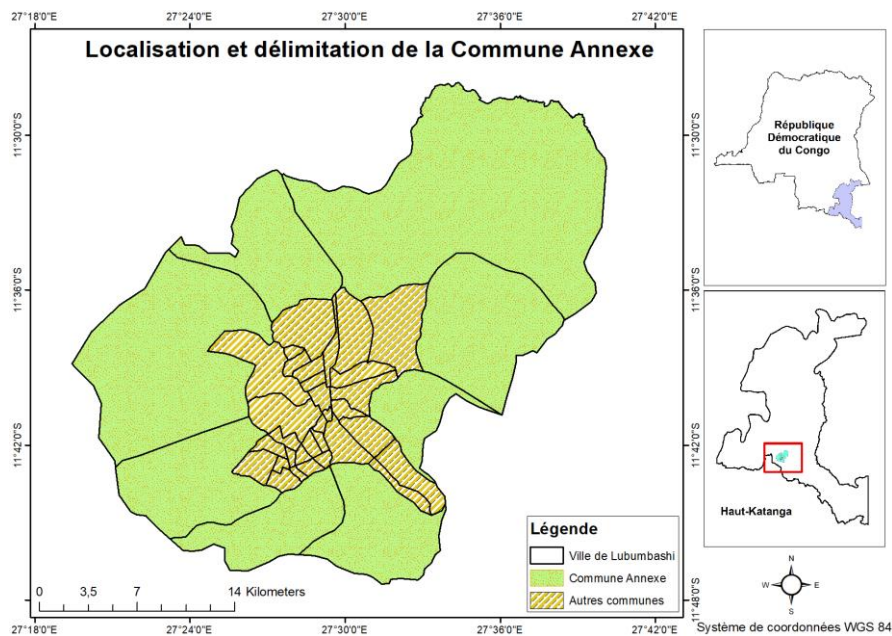 27°18'0"E 27°24'0"E 27°30'0"E 27°36'0"E 27°42'0"E
Localisation et délimitation de la Commune Annexe
11°30'0"S
11°36'0"S
11°42'0"S
11°48'0"S
11°30'0"S
11°36'0"S
11°42'0"S
11°48'0"S
Légende
Ville de Lubumbashi
Commune Annexe
Autres communes
0 3,5 7 14 Kilometers
27°18'0"E 27°24'0"E 27°30'0"E 27°36'0"E 27°42'0"E
République
Démocratique
du Congo
Haut-Katanga
N
W E
S
Système de coordonnées WGS 84